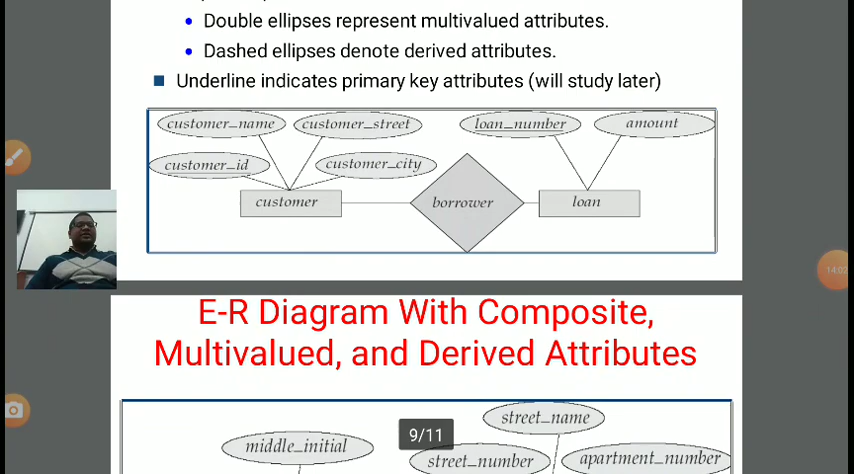 Double ellipses represent multivalued attributes.
Dashed ellipses denote derived attributes.
Underline indicates primary key attributes (will study later)
customer_name
customer_street
loan_number
amount
customer_id
customer_city
customer
borrower
loan
14:02
E-R Diagram With Composite,
Multivalued, and Derived Attributes
street_name
9/11
middle_initial
street_number
apartment_number